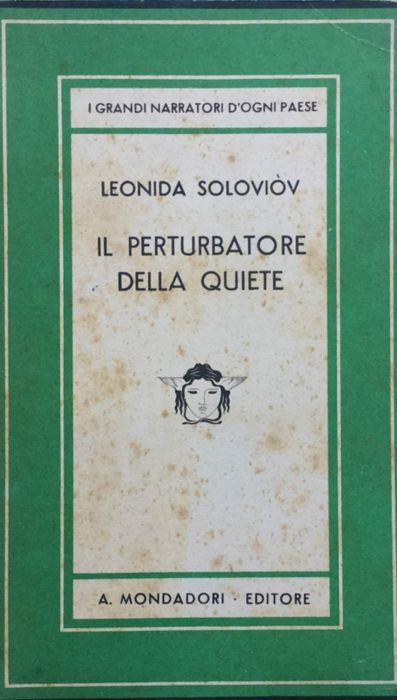 I GRANDI NARRATORI D'OGNI PAESE
LEONIDA SOLOVIÒV
IL PERTURBATORE
DELLA QUIETE
A. MONDADORI · EDITORE